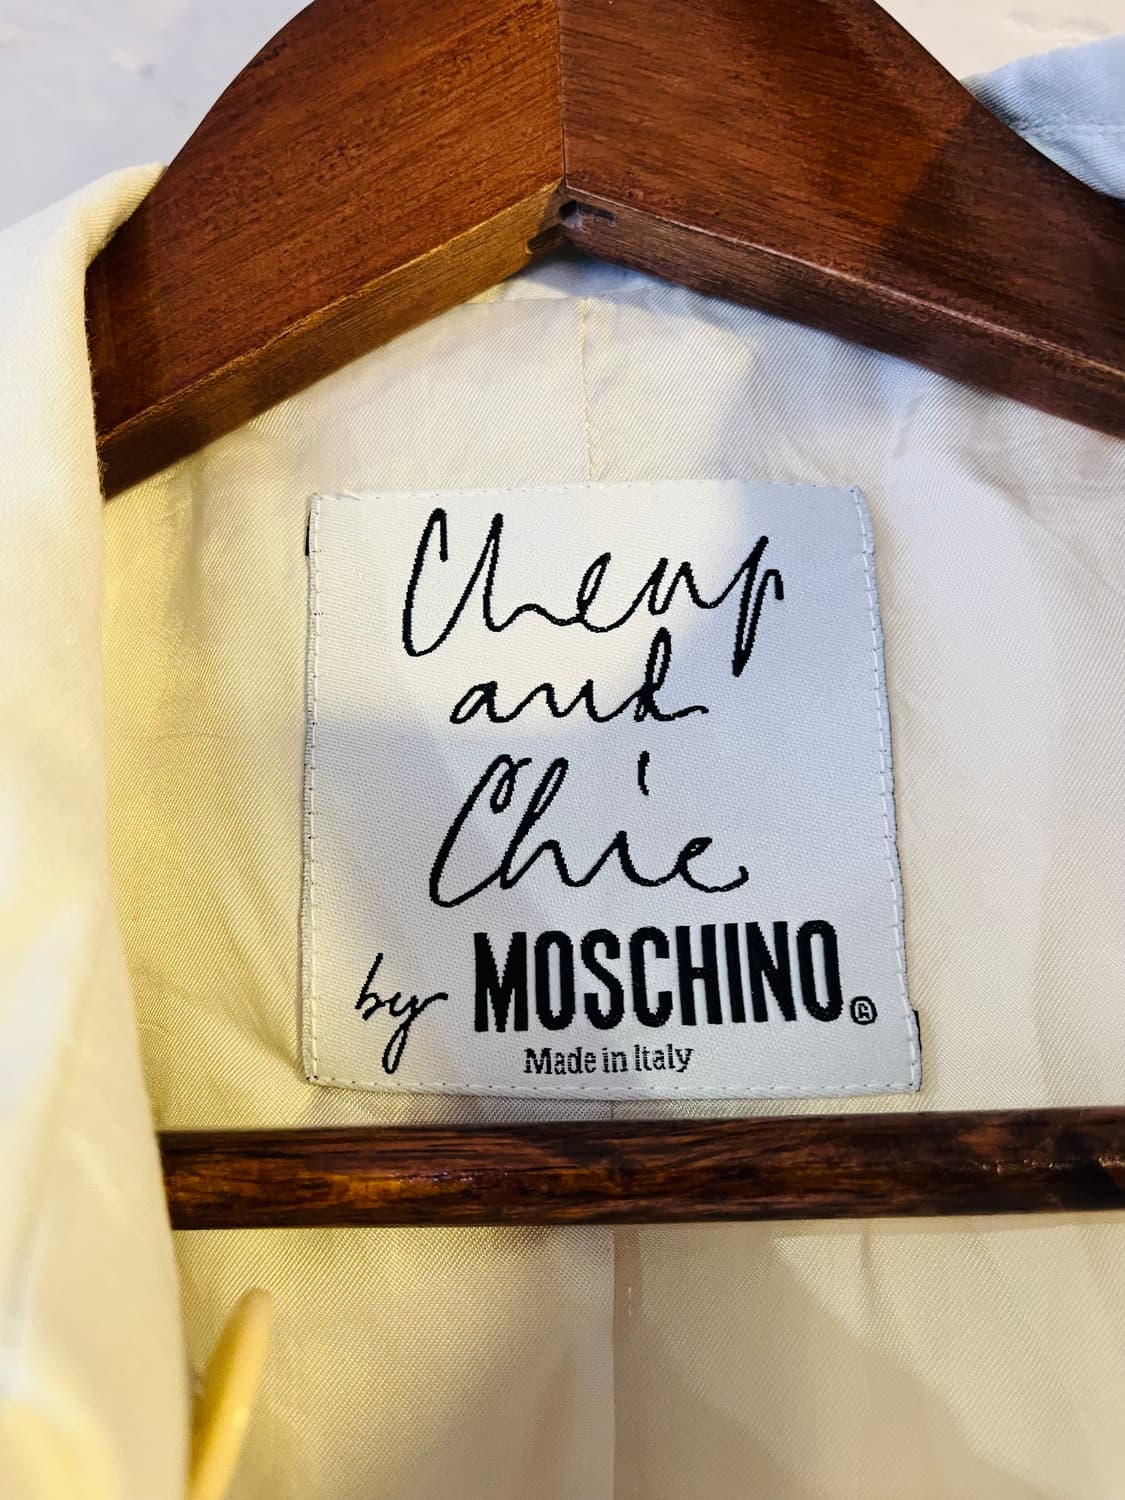 Cheap
and
Chic
by MOSCHINO®
Made in Italy